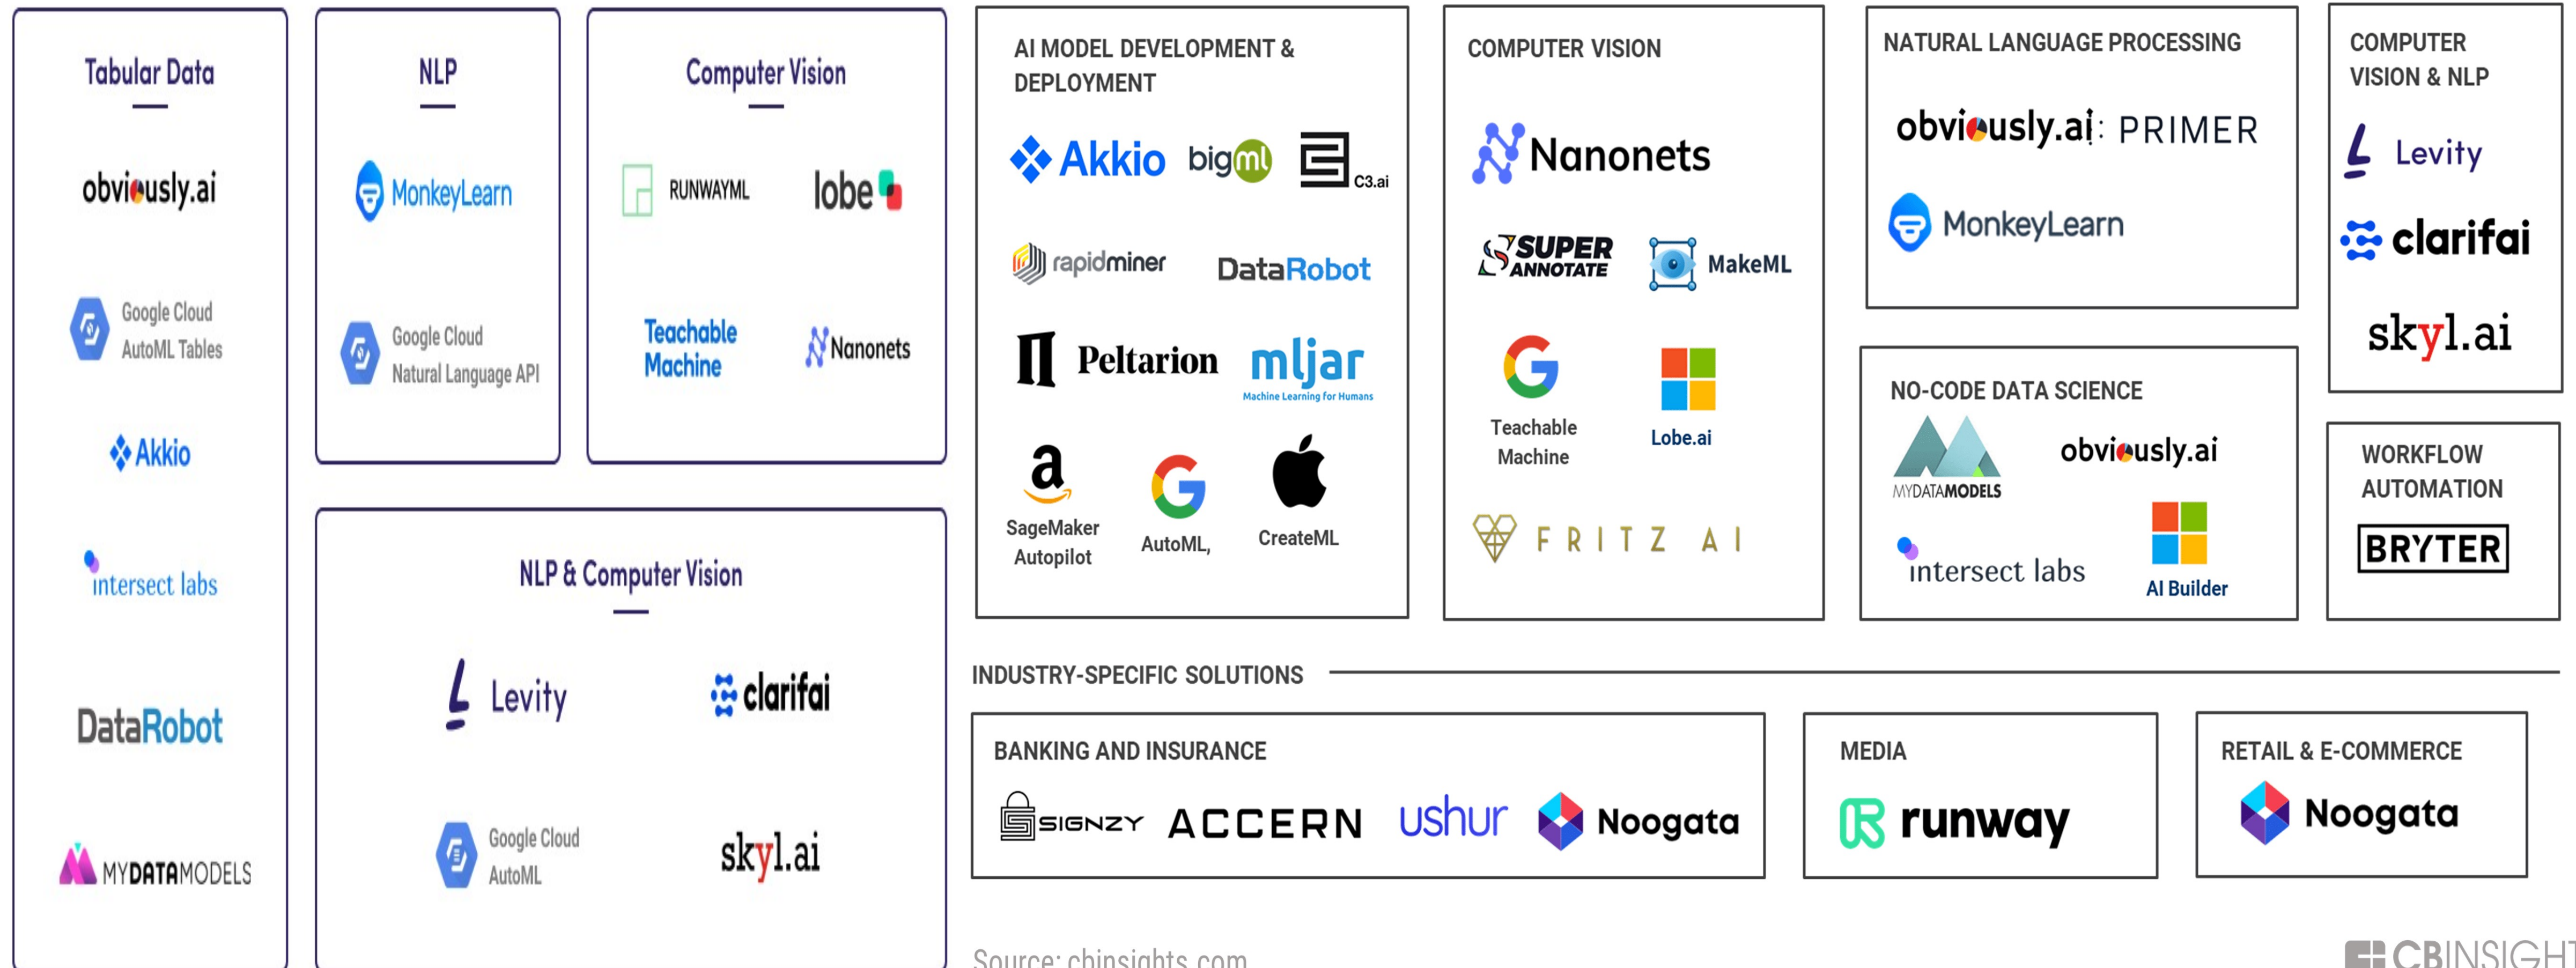 Tabular Data
obviously.ai
Google Cloud
AutoML Tables
Akkio
intersect labs
DataRobot
MYDATAMODELS
NLP
MonkeyLearn
Google Cloud
Natural Language API
Computer Vision
RUNWAYML
lobe
Teachable
Machine
Nanonets
NLP & Computer Vision
Levity
clarifai
Google Cloud
AutoML
skyl.ai
AI MODEL DEVELOPMENT &
DEPLOYMENT
Akkio
bigml
C3.ai
rapidminer
DataRobot
Peltarion
mljar
Machine Learning for Humans
SageMaker
Autopilot
AutoML,
CreateML
COMPUTER VISION
Nanonets
SUPER
ANNOTATE
MakeML
Teachable
Machine
Lobe.ai
FRITZ AI
NATURAL LANGUAGE PROCESSING
obviously.ai
PRIMER
MonkeyLearn
NO-CODE DATA SCIENCE
MYDATAMODELS
obviously.ai
intersect labs
AI Builder
COMPUTER
VISION & NLP
Levity
clarifai
skyl.ai
WORKFLOW
AUTOMATION
BRYTER
INDUSTRY-SPECIFIC SOLUTIONS
BANKING AND INSURANCE
SIGNZY
ACCERN
ushur
Noogata
MEDIA
runway
RETAIL & E-COMMERCE
Noogata
Source: cbinsights.com
CBINSIGHT